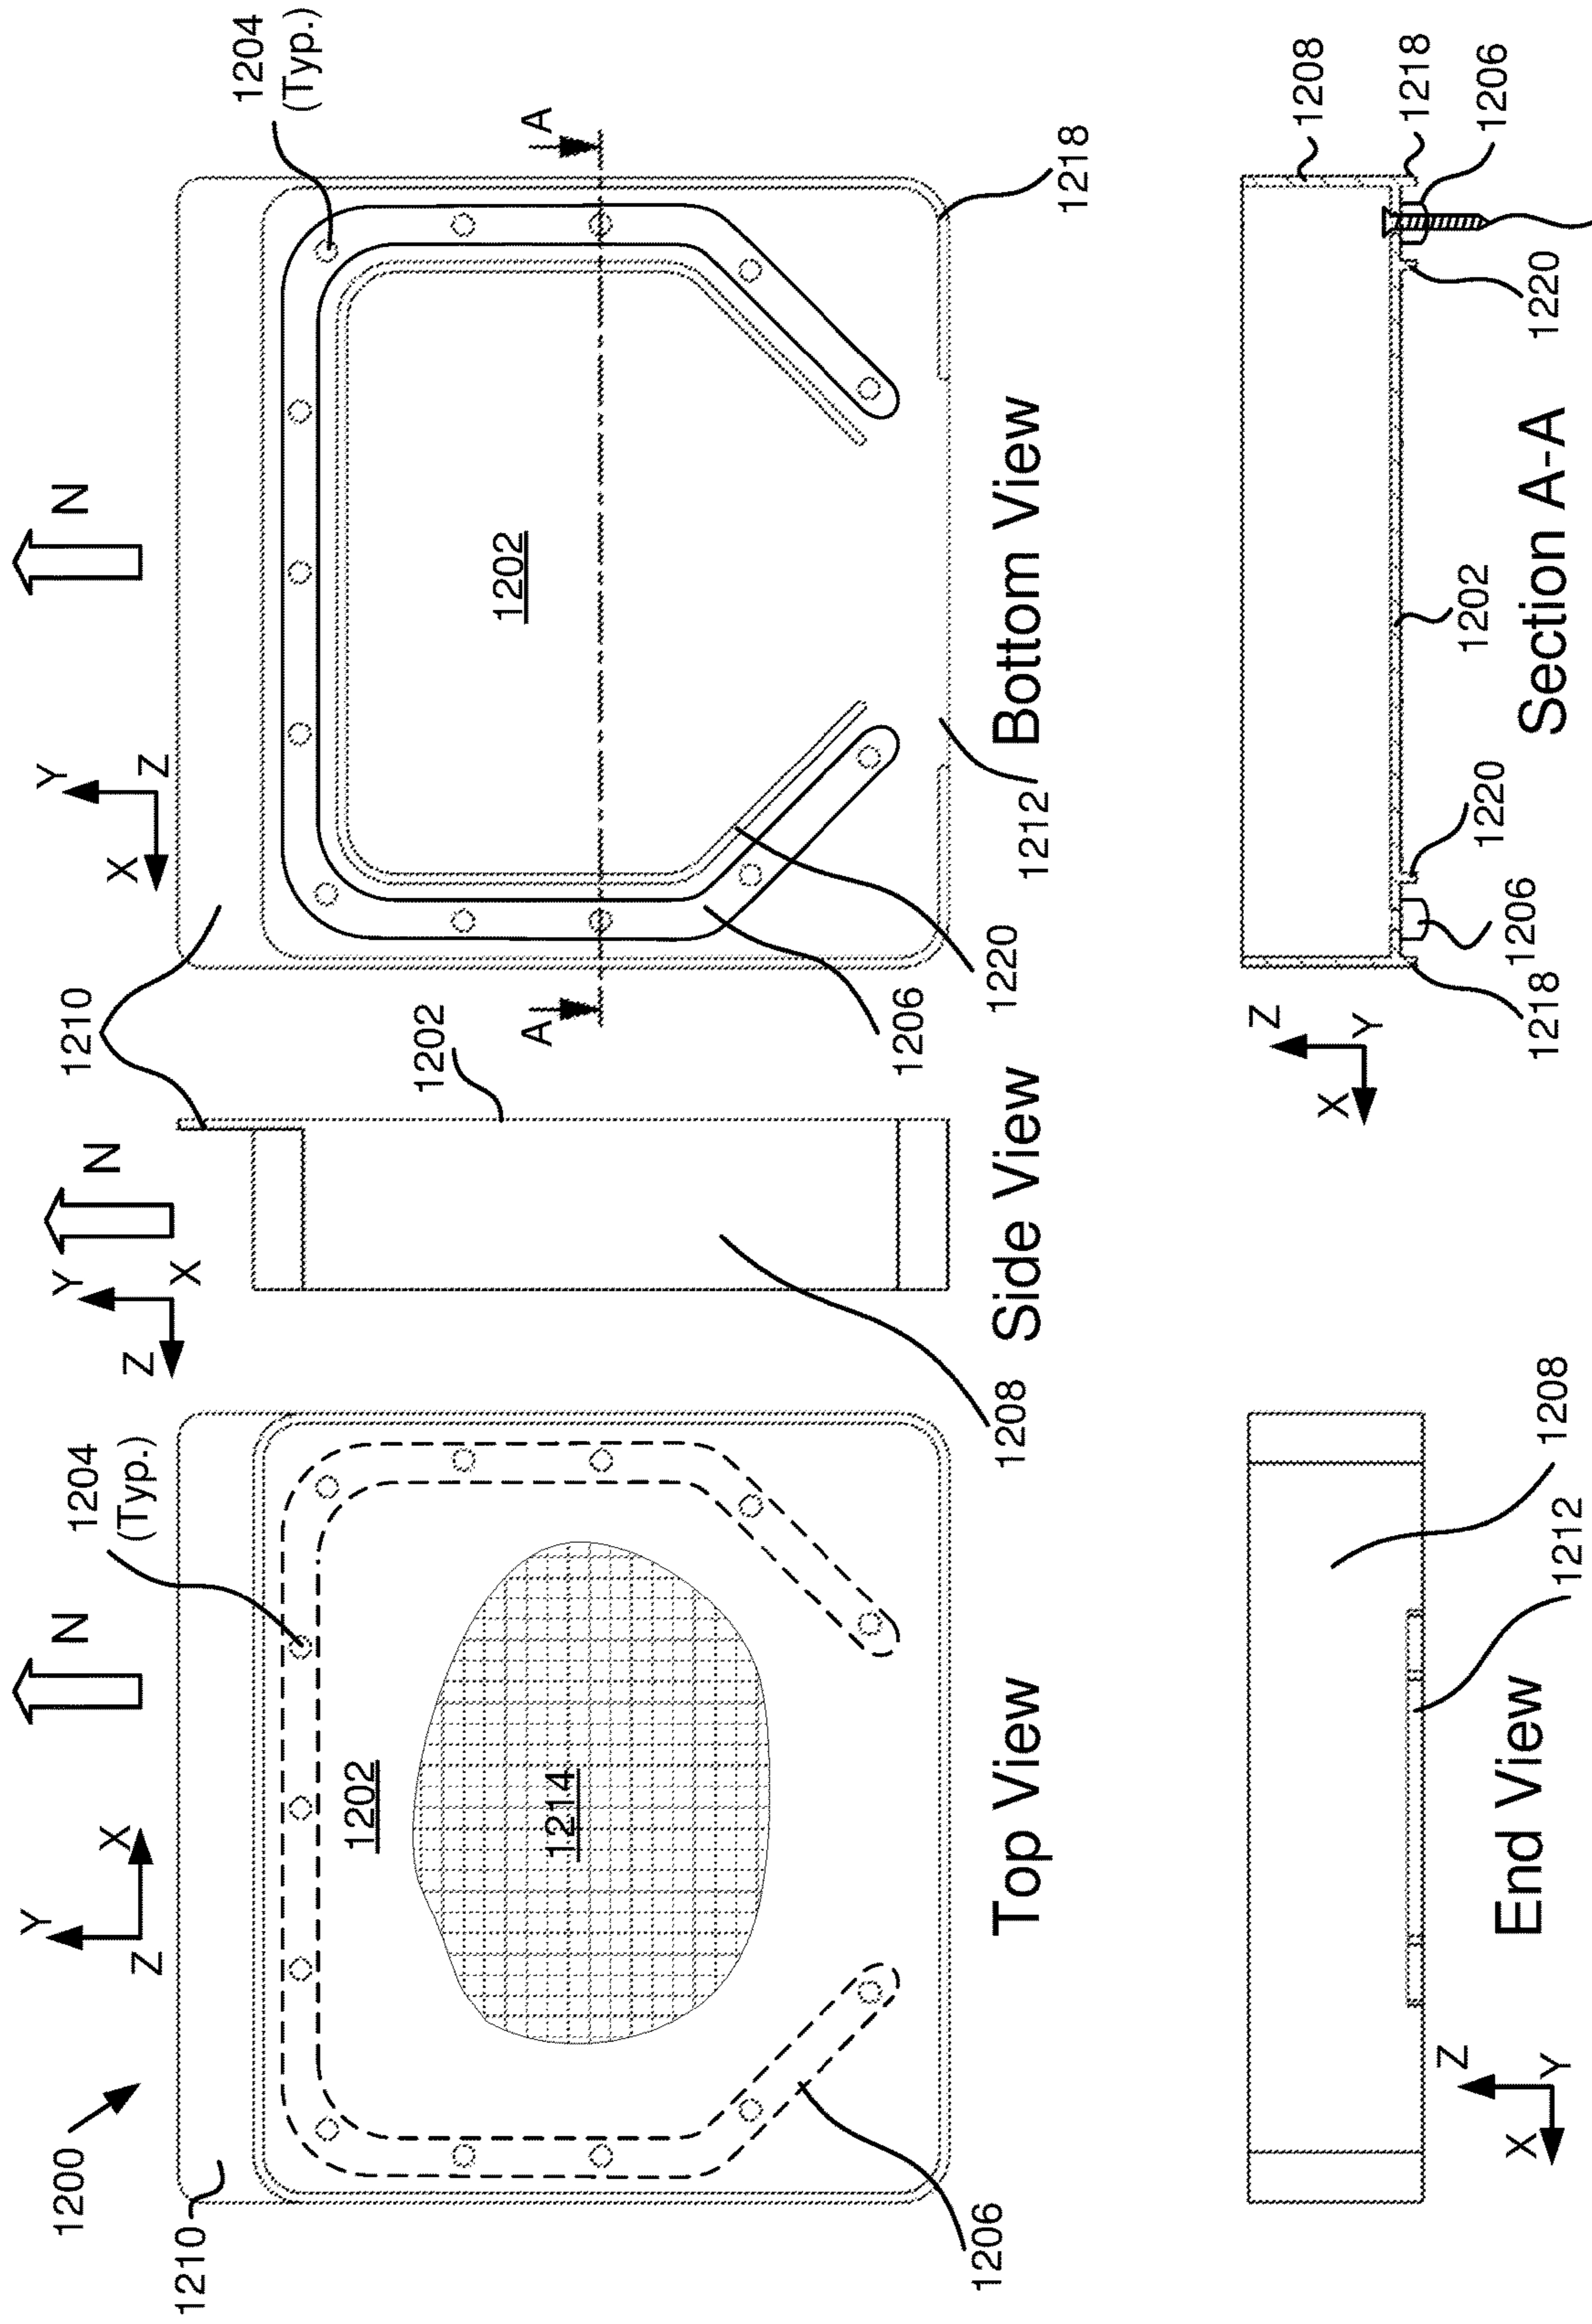 1200
1210
Y
X
Z
N
1204
(Typ.)
1202
1214
1206
Top View
Y
Z
X
N
1210
1202
1208
Side View
Y
X
Z
N
1204
(Typ.)
1202
A
A
1218
1212
1220
1206
Bottom View
Z
X
Y
1208
1212
End View
Z
X
Y
1218
1206
1220
1202
1220
1206
1218
1208
Section A-A